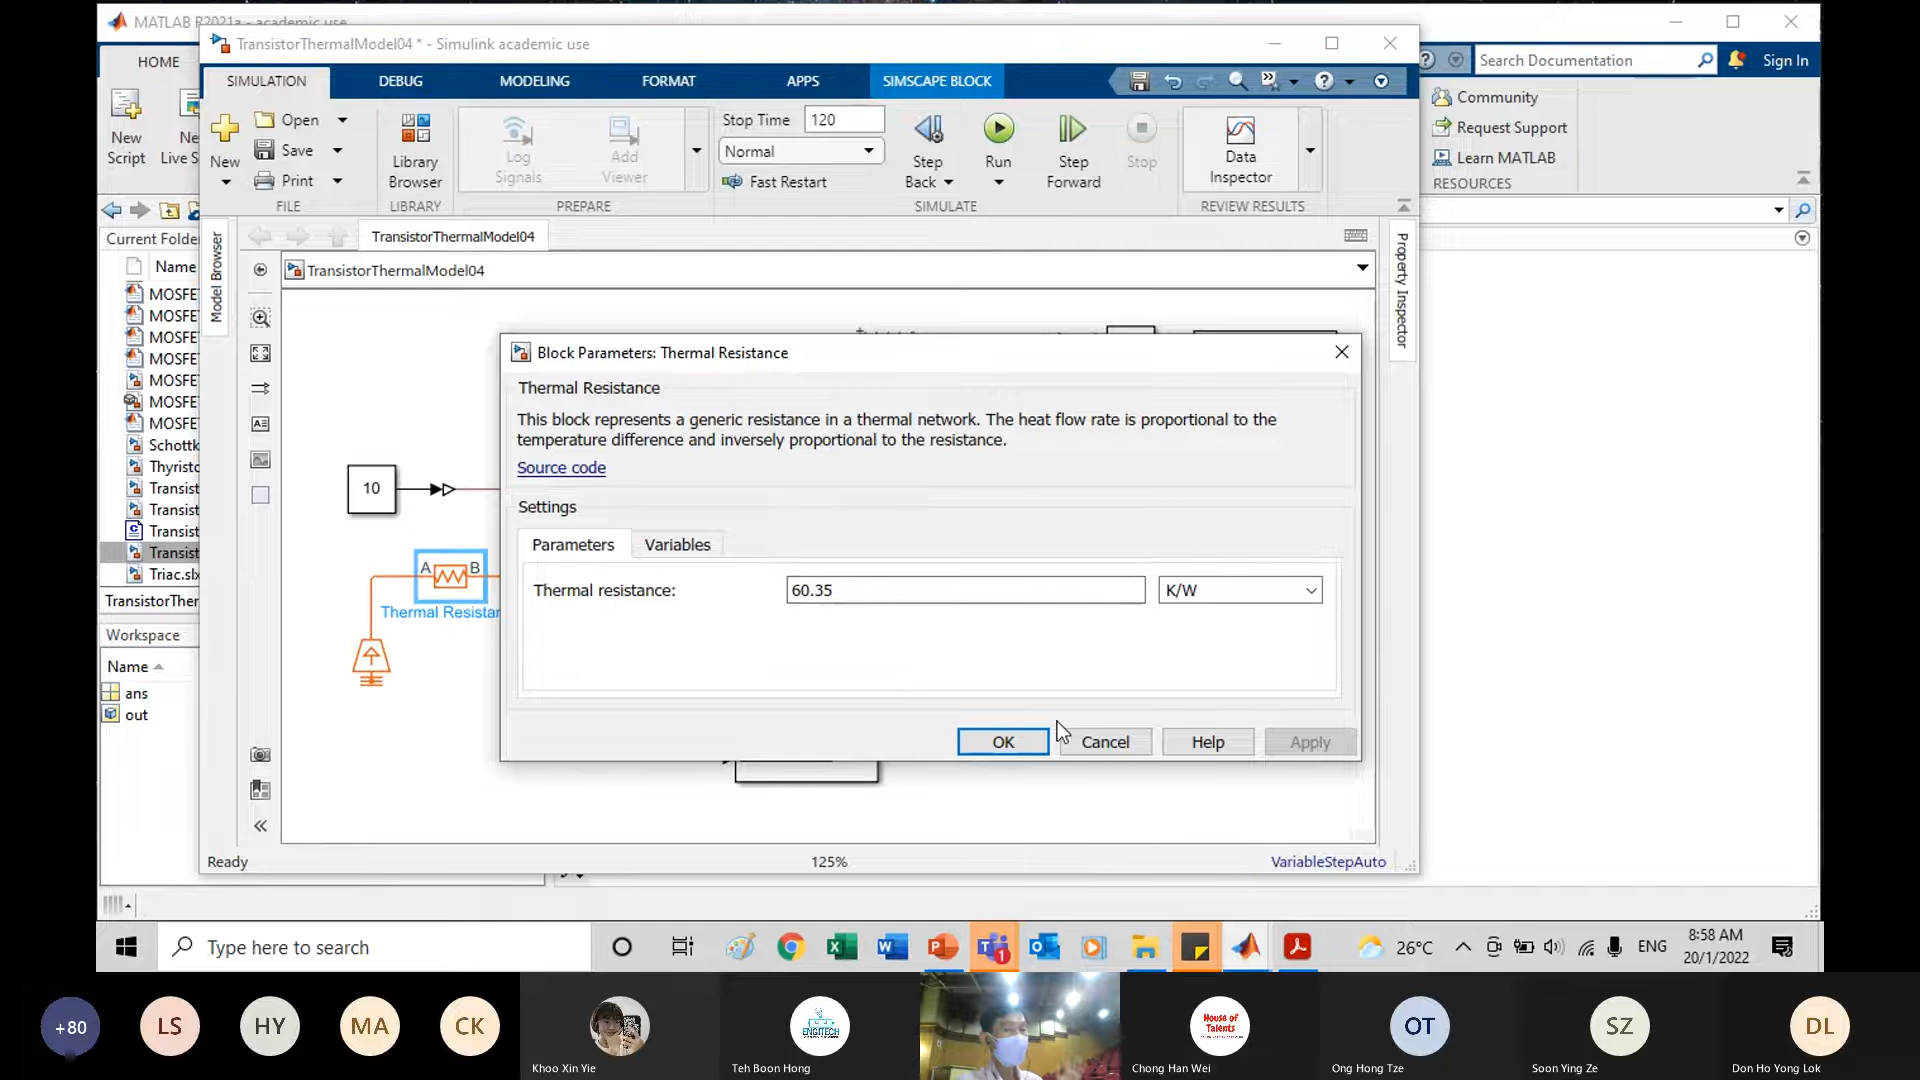 MATLAB R2021a - academic use
TransistorThermalModel04 * - Simulink academic use
HOME
SIMULATION
DEBUG
MODELING
FORMAT
APPS
SIMSCAPE BLOCK
Search Documentation
Sign In
New
Script
Ne
Live S
New
Open
Save
Print
FILE
Library
Browser
LIBRARY
Log
Signals
Add
Viewer
PREPARE
Stop Time 120
Normal
Fast Restart
Step
Back
Run
Step
Forward
Stop
SIMULATE
Data
Inspector
REVIEW RESULTS
Community
Request Support
Learn MATLAB
RESOURCES
Current Folde
Name
MOSFE
MOSFE
MOSFE
MOSFE
MOSFE
MOSFE
MOSFE
Schottk
Thyristo
Transist
Transist
Transist
Transist
Triac.slx
TransistorTher
Workspace
Name
ans
out
Model Browser
TransistorThermalModel04
TransistorThermalModel04
Property Inspector
10
A B
Thermal Resistar
Block Parameters: Thermal Resistance
Thermal Resistance
This block represents a generic resistance in a thermal network. The heat flow rate is proportional to the
temperature difference and inversely proportional to the resistance.
Source code
Settings
Parameters Variables
Thermal resistance: 60.35 K/W
OK Cancel Help Apply
Ready
125%
VariableStepAuto
Type here to search
1
26°C
ENG
8:58 AM
20/1/2022
+80
LS
HY
MA
CK
Khoo Xin Yie
ENGITECH
Teh Boon Hong
House of
Talents
Chong Han Wei
OT
Ong Hong Tze
SZ
Soon Ying Ze
DL
Don Ho Yong Lok